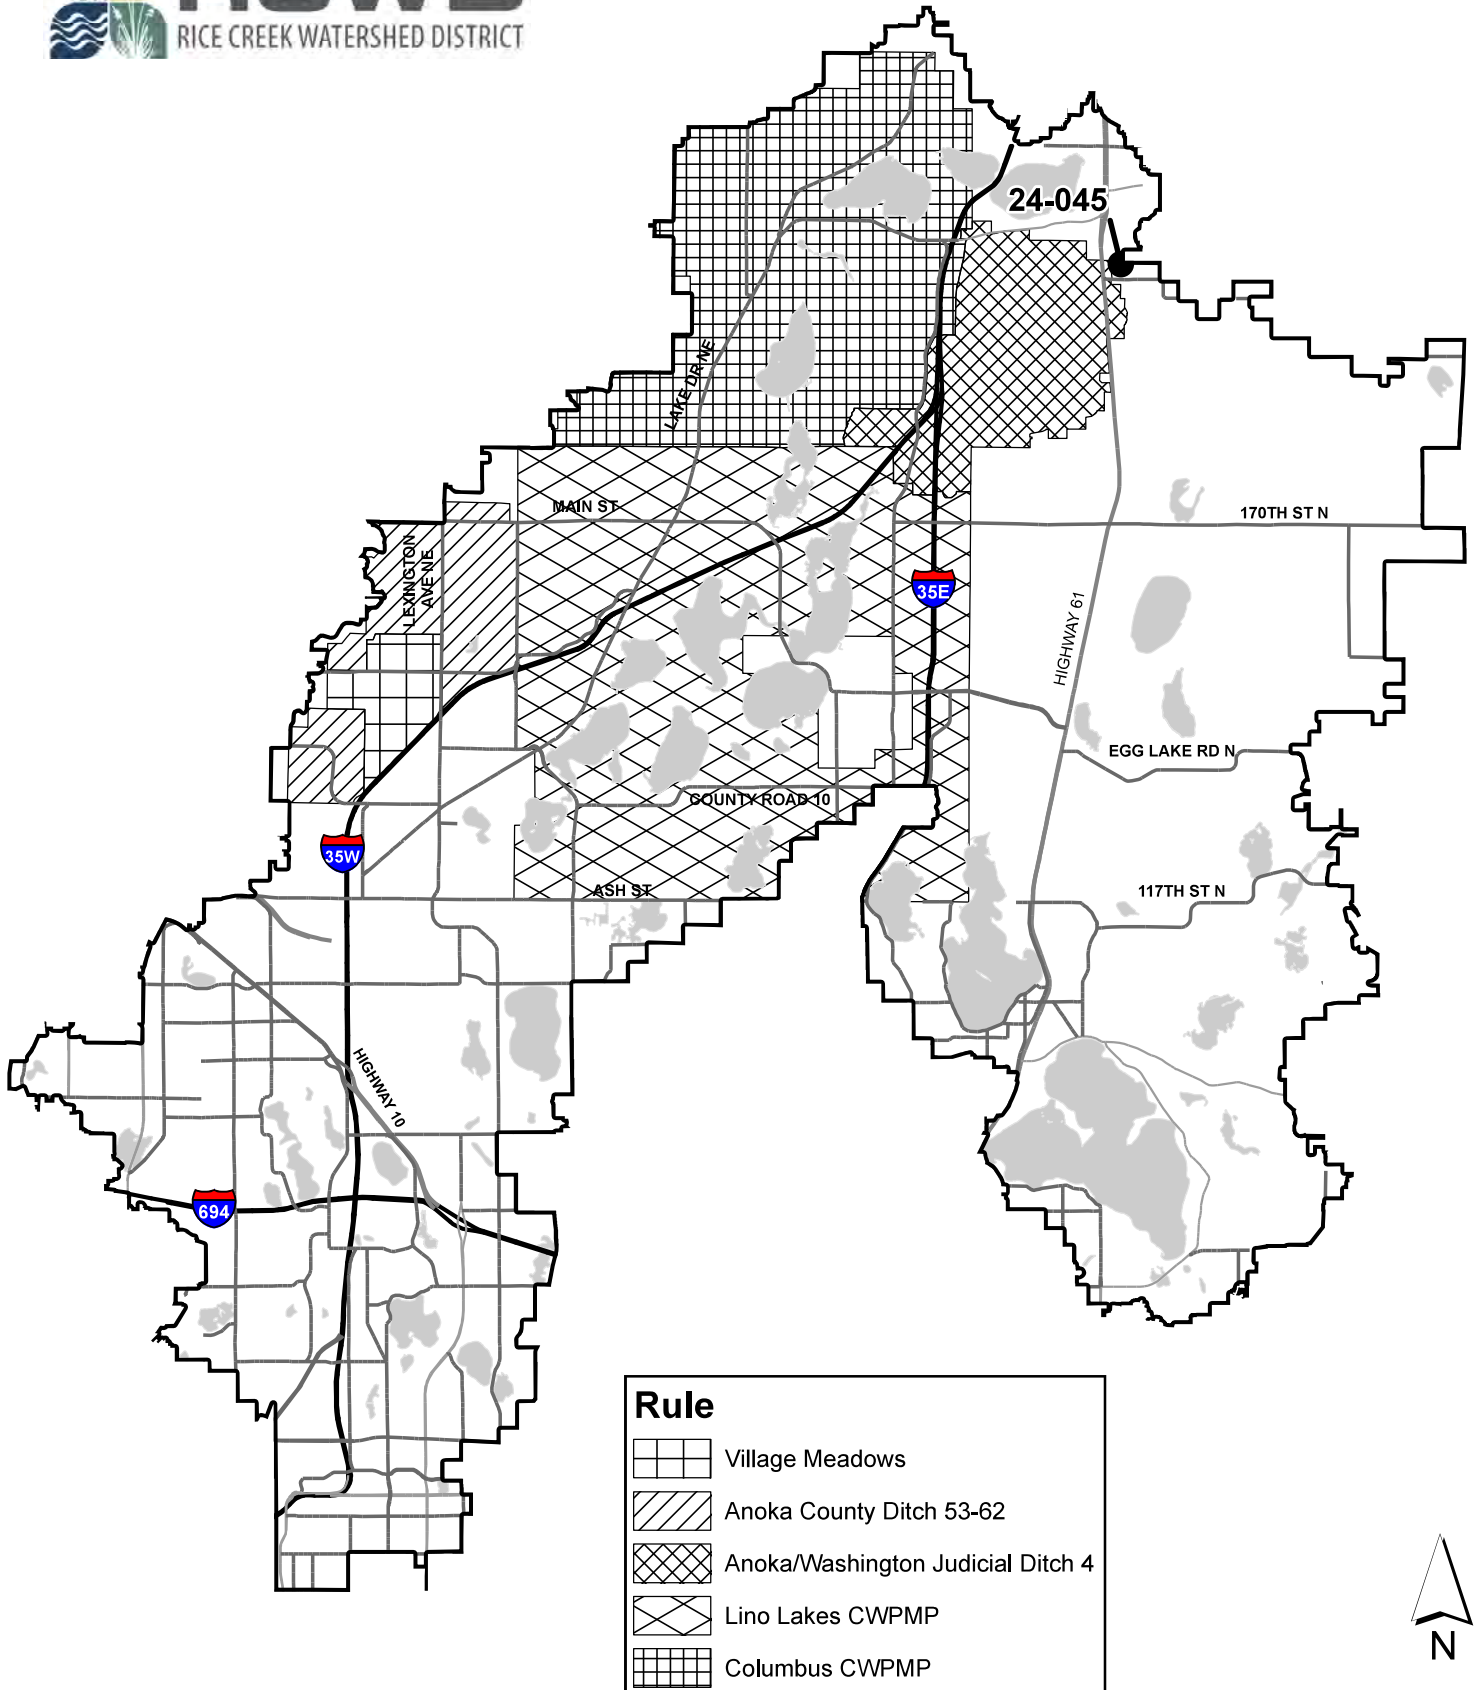 RICE CREEK WATERSHED DISTRICT
24-045
LAKE DR NE
MAIN ST
170TH ST N
LEXINGTON
AVE NE
35E
HIGHWAY 61
EGG LAKE RD N
COUNTY ROAD 10
35W
ASH ST
117TH ST N
HIGHWAY 10
694
Rule
Village Meadows
Anoka County Ditch 53-62
Anoka/Washington Judicial Ditch 4
Lino Lakes CWPMP
Columbus CWPMP
N